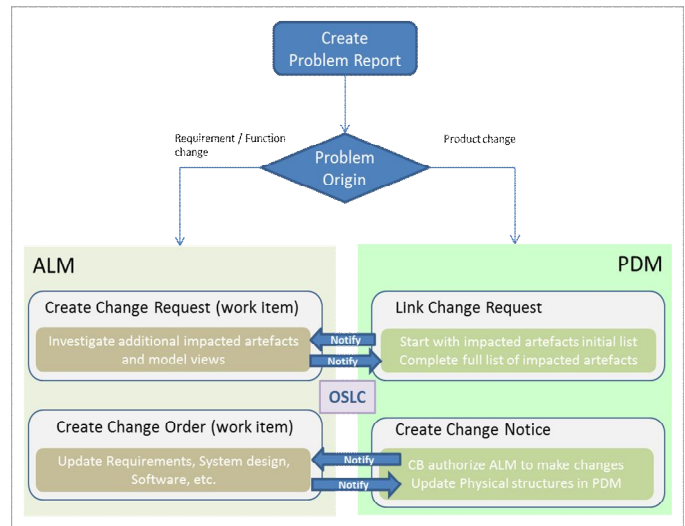 Create
Problem Report
Requirement / Function
change
Product change
Problem
Origin
ALM
PDM
Create Change Request (work item)
Investigate additional impacted artefacts
and model views
Link Change Request
Start with impacted artefacts initial list
Complete full list of impacted artefacts
Notify
Notify
OSLC
Create Change Order (work item)
Update Requirements, System design,
Software, etc.
Create Change Notice
CB authorize ALM to make changes
Update Physical structures in PDM
Notify
Notify